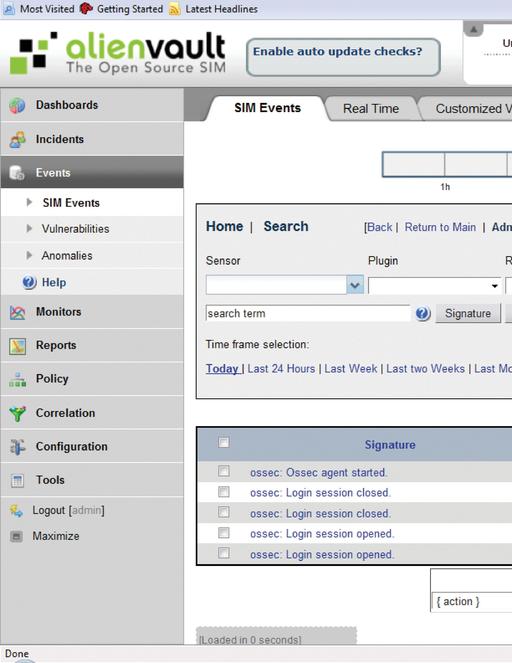 Most Visited Getting Started Latest Headlines
alienvault
The Open Source SIM
Enable auto update checks?
Dashboards
Incidents
Events
SIM Events
Vulnerabilities
Anomalies
Help
Monitors
Reports
Policy
Correlation
Configuration
Tools
Logout [admin]
Maximize
SIM Events Real Time Customized V
1h
Home | Search [Back | Return to Main | Adm
Sensor Plugin R
search term Signature
Time frame selection:
Today | Last 24 Hours | Last Week | Last two Weeks | Last Mo
Signature
ossec: Ossec agent started.
ossec: Login session closed.
ossec: Login session closed.
ossec: Login session opened.
ossec: Login session opened.
{ action }
[Loaded in 0 seconds]
Done